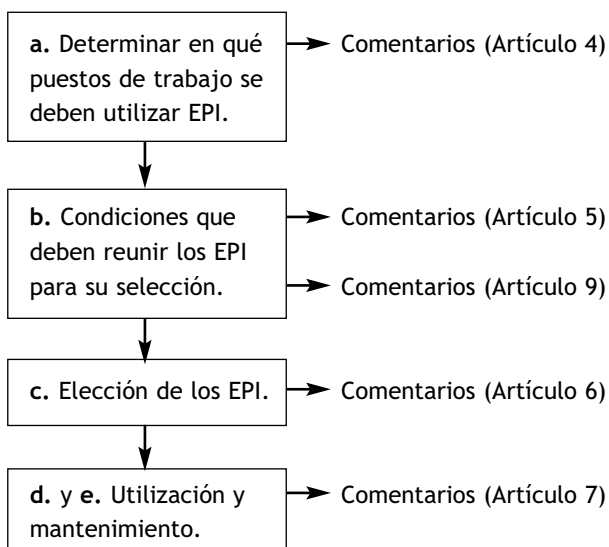 a. Determinar en qué
puestos de trabajo se
deben utilizar EPI.
Comentarios (Artículo 4)
b. Condiciones que
deben reunir los EPI
para su selección.
Comentarios (Artículo 5)
Comentarios (Artículo 9)
c. Elección de los EPI.
Comentarios (Artículo 6)
d. y e. Utilización y
mantenimiento.
Comentarios (Artículo 7)